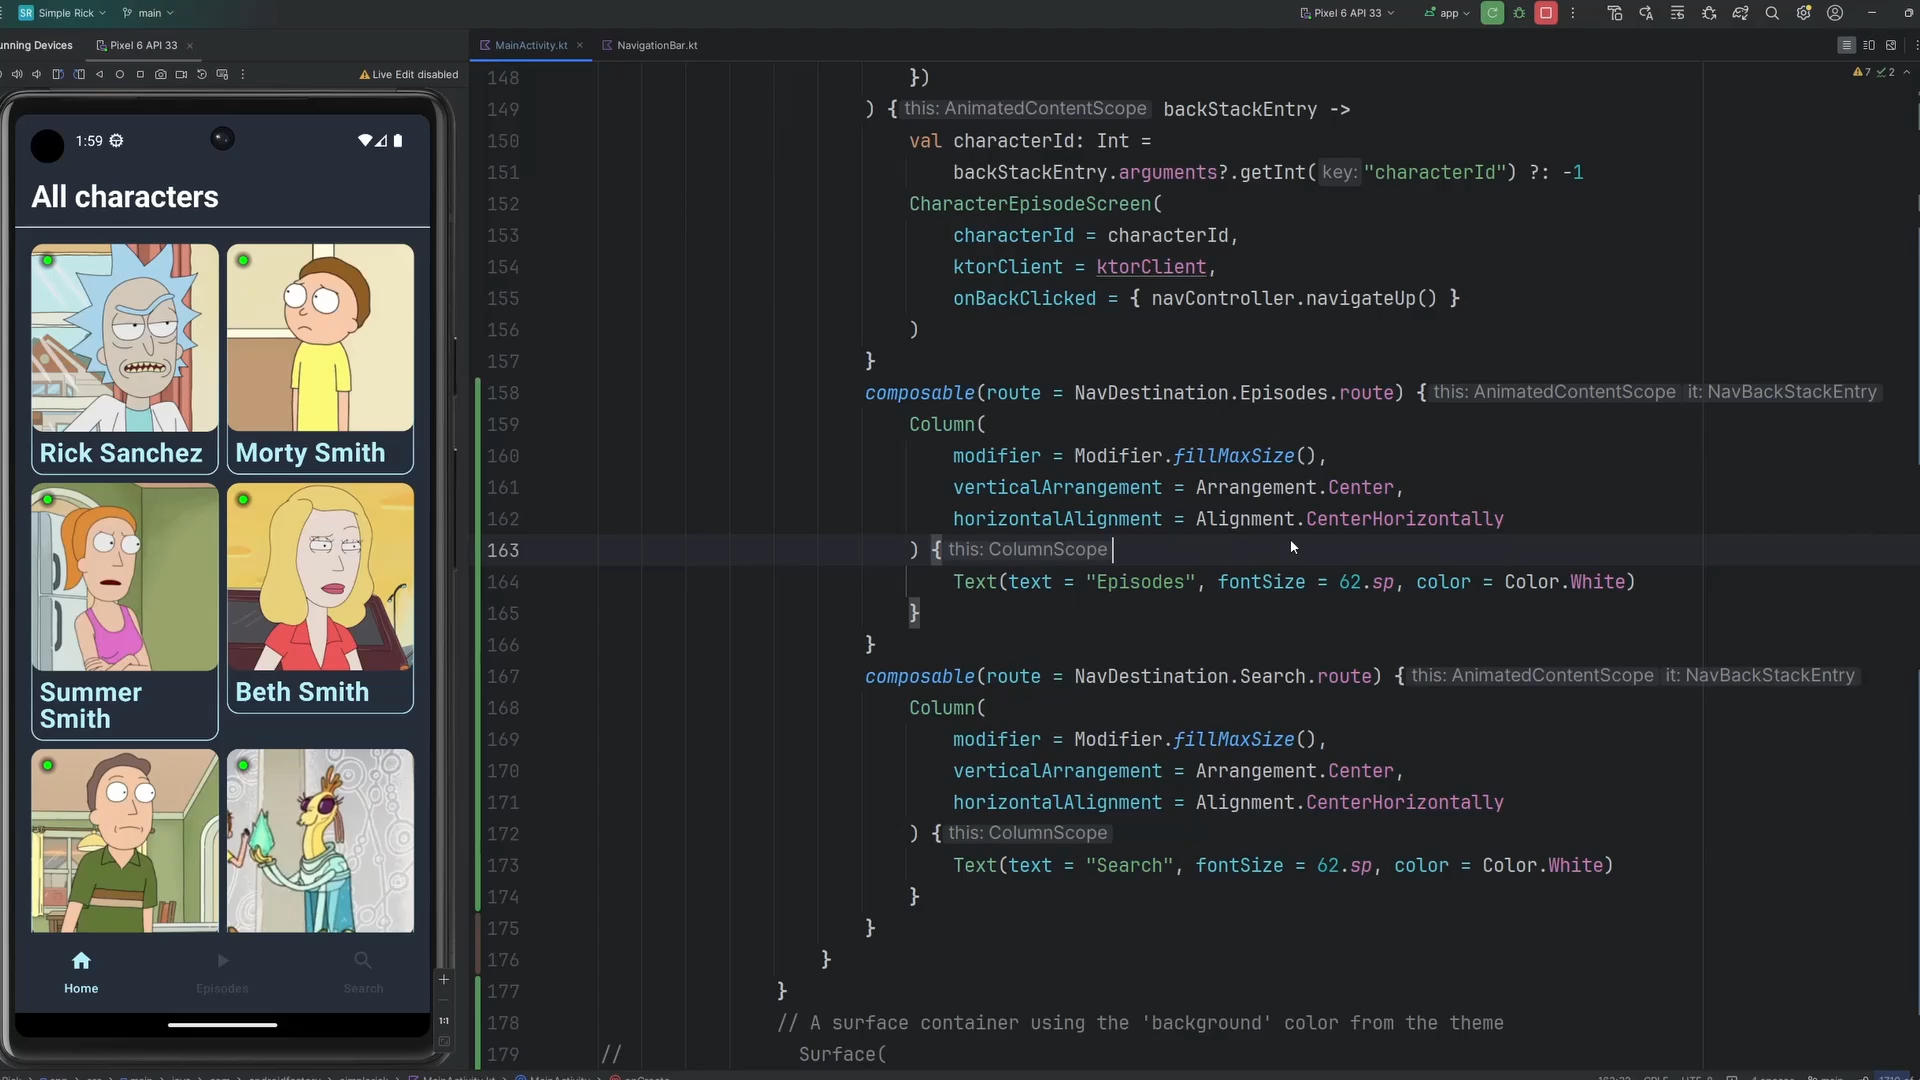 SR Simple Rick main Pixel 6 API 33 app
unning Devices Pixel 6 API 33
MainActivity.kt NavigationBar.kt
Live Edit disabled
7 2
1:59
All characters
Rick Sanchez
Morty Smith
Summer
Smith
Beth Smith
Home
Episodes
Search
1:1
148 })
149 ) { this: AnimatedContentScope backStackEntry ->
150 val characterId: Int =
151 backStackEntry.arguments?.getInt( key: "characterId") ?: -1
152 CharacterEpisodeScreen(
153 characterId = characterId,
154 ktorClient = ktorClient,
155 onBackClicked = { navController.navigateUp() }
156 )
157 }
158 composable(route = NavDestination.Episodes.route) { this: AnimatedContentScope it: NavBackStackEntry
159 Column(
160 modifier = Modifier.fillMaxSize(),
161 verticalArrangement = Arrangement.Center,
162 horizontalAlignment = Alignment.CenterHorizontally
163 ) { this: ColumnScope
164 Text(text = "Episodes", fontSize = 62.sp, color = Color.White)
165 }
166 }
167 composable(route = NavDestination.Search.route) { this: AnimatedContentScope it: NavBackStackEntry
168 Column(
169 modifier = Modifier.fillMaxSize(),
170 verticalArrangement = Arrangement.Center,
171 horizontalAlignment = Alignment.CenterHorizontally
172 ) { this: ColumnScope
173 Text(text = "Search", fontSize = 62.sp, color = Color.White)
174 }
175 }
176 }
177 }
178 // A surface container using the 'background' color from the theme
179 // Surface(